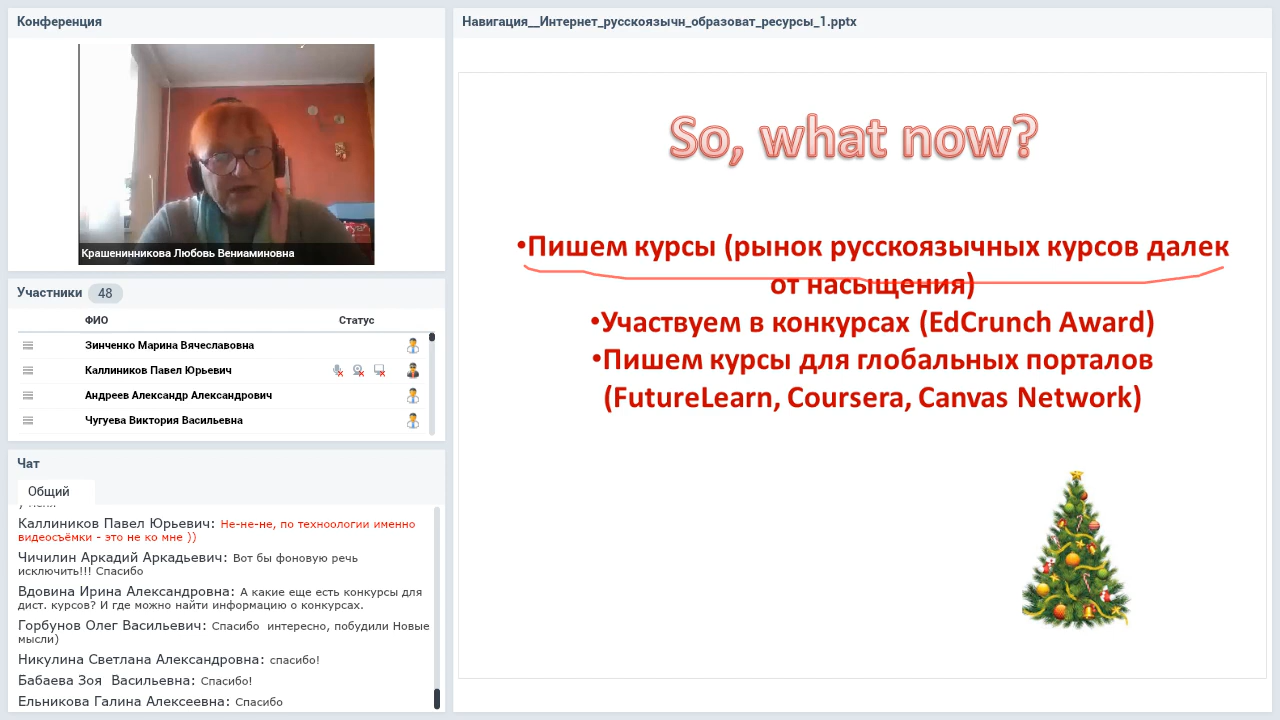 Конференция
Крашенинникова Любовь Вениаминовна
Участники 48
ФИО Статус
Зинченко Марина Вячеславовна
Каллиников Павел Юрьевич
Андреев Александр Александрович
Чугуева Виктория Васильевна
Чат
Общий
Каллиников Павел Юрьевич: Не-не-не, по техноологии именно
видеосъёмки - это не ко мне ))
Чичилин Аркадий Аркадьевич: Вот бы фоновую речь
исключить!!! Спасибо
Вдовина Ирина Александровна: А какие еще есть конкурсы для
дист. курсов? И где можно найти информацию о конкурсах.
Горбунов Олег Васильевич: Спасибо интересно, побудили Новые
мысли)
Никулина Светлана Александровна: спасибо!
Бабаева Зоя Васильевна: Спасибо!
Ельникова Галина Алексеевна: Спасибо
Навигация__Интернет_русскоязычн_образоват_ресурсы_1.pptx
So, what now?
•Пишем курсы (рынок русскоязычных курсов далек
от насыщения)
•Участвуем в конкурсах (EdCrunch Award)
•Пишем курсы для глобальных порталов
(FutureLearn, Coursera, Canvas Network)